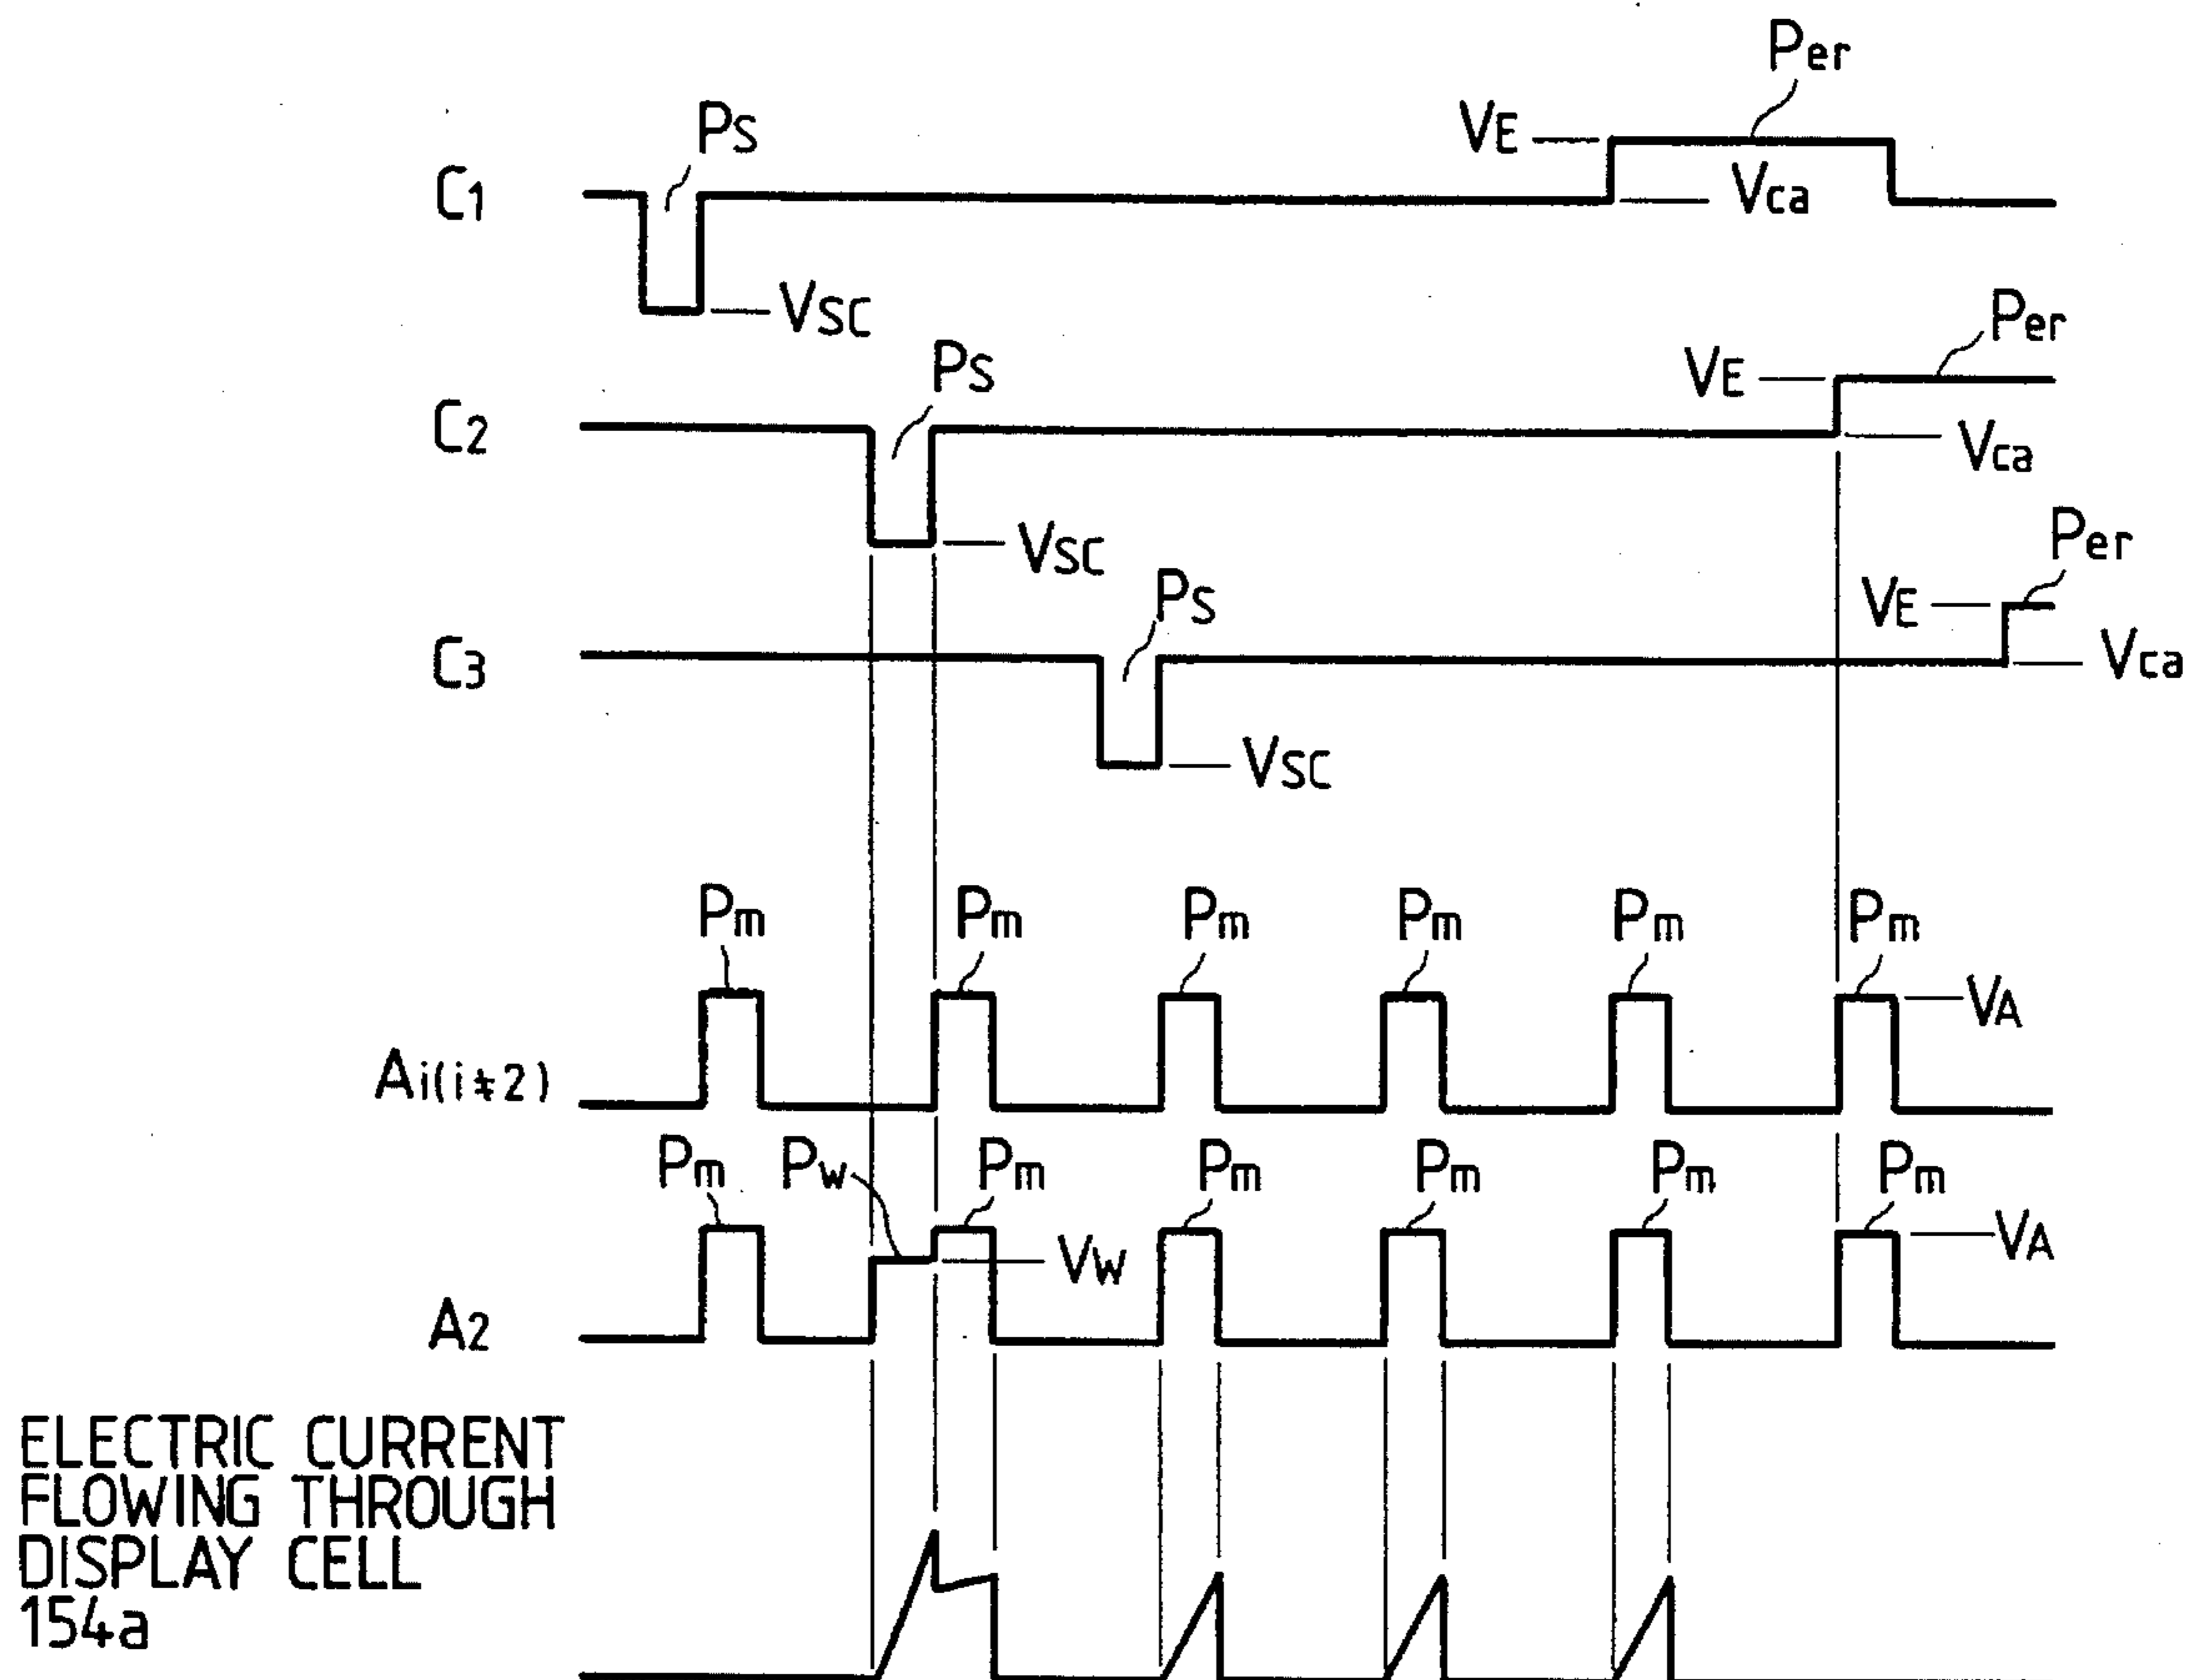 Per
PS
VE
C1
Vca
VSC
Per
PS
VE
C2
Vca
VSC
Per
PS
VE
C3
Vca
VSC
Pm Pm Pm Pm Pm Pm
VA
Ai(i≠2)
Pm PW Pm Pm Pm Pm Pm
VW
VA
A2
ELECTRIC CURRENT
FLOWING THROUGH
DISPLAY CELL
154a